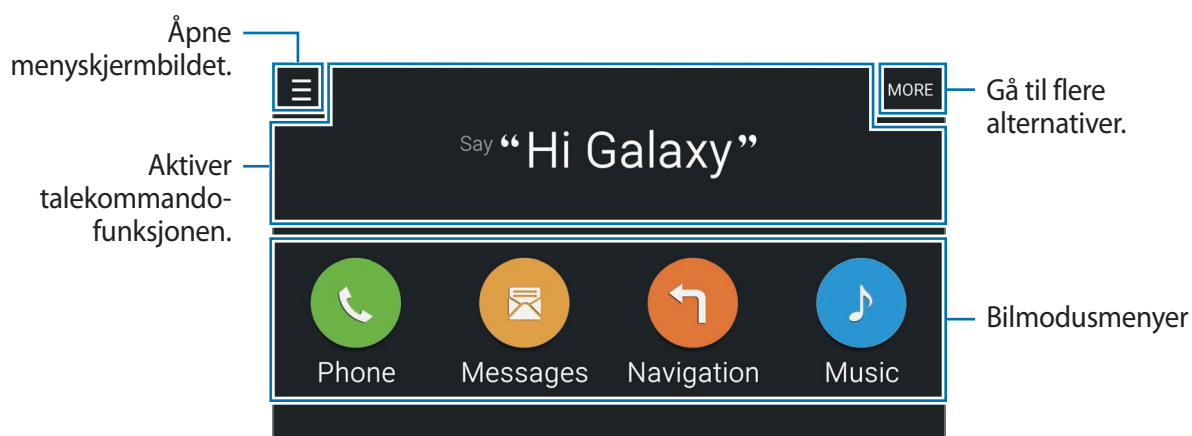 Åpne
menyskjermbildet.
MORE
Gå til flere
alternativer.
Say “Hi Galaxy”
Aktiver
talekommando-
funksjonen.
Phone Messages Navigation Music
Bilmodusmenyer